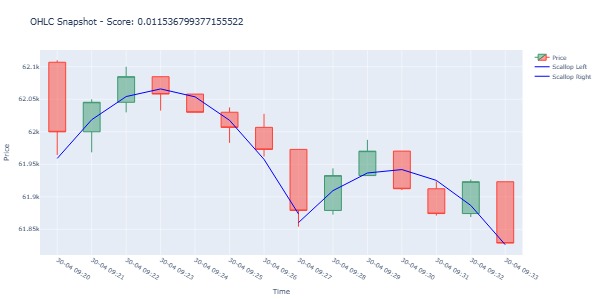 OHLC Snapshot - Score: 0.011536799377155522
62.1k
62.05k
62k
61.95k
61.9k
61.85k
Price
30-04 09:20
30-04 09:21
30-04 09:22
30-04 09:23
30-04 09:24
30-04 09:25
30-04 09:26
30-04 09:27
30-04 09:28
30-04 09:29
30-04 09:30
30-04 09:31
30-04 09:32
30-04 09:33
Time
Price
Scallop Left
Scallop Right